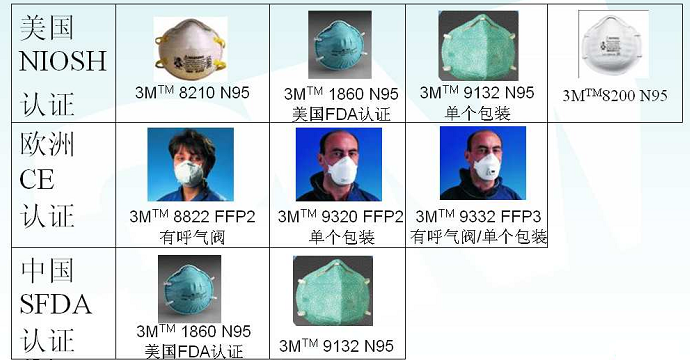 美国
NIOSH
认证
3M™ 8210 N95
3M™ 1860 N95
美国FDA认证
3M™ 9132 N95
单个包装
3M™8200 N95
欧洲
CE
认证
3M™ 8822 FFP2
有呼气阀
3M™ 9320 FFP2
单个包装
3M™ 9332 FFP3
有呼气阀/单个包装
中国
SFDA
认证
3M™ 1860 N95
美国FDA认证
3M™ 9132 N95